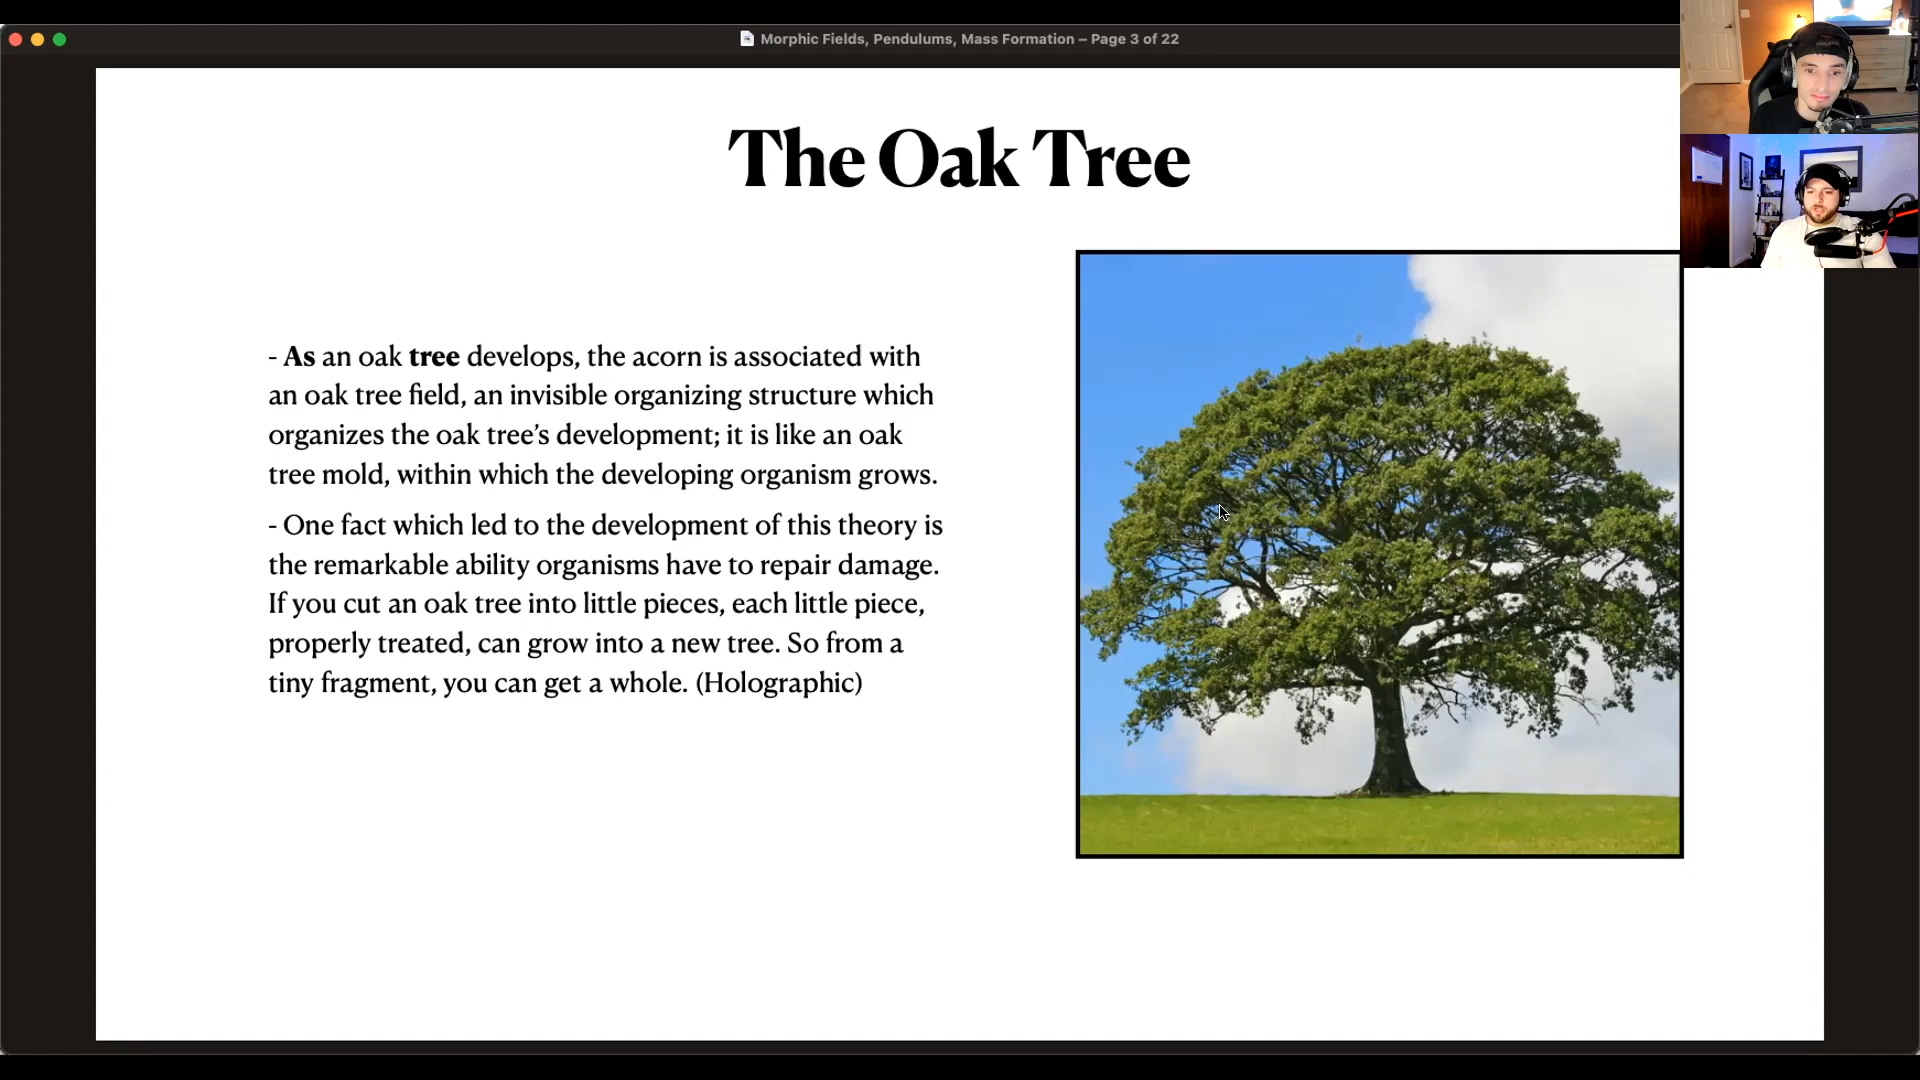 Morphic Fields, Pendulums, Mass Formation – Page 3 of 22
The Oak Tree
- As an oak tree develops, the acorn is associated with
an oak tree field, an invisible organizing structure which
organizes the oak tree’s development; it is like an oak
tree mold, within which the developing organism grows.
- One fact which led to the development of this theory is
the remarkable ability organisms have to repair damage.
If you cut an oak tree into little pieces, each little piece,
properly treated, can grow into a new tree. So from a
tiny fragment, you can get a whole. (Holographic)